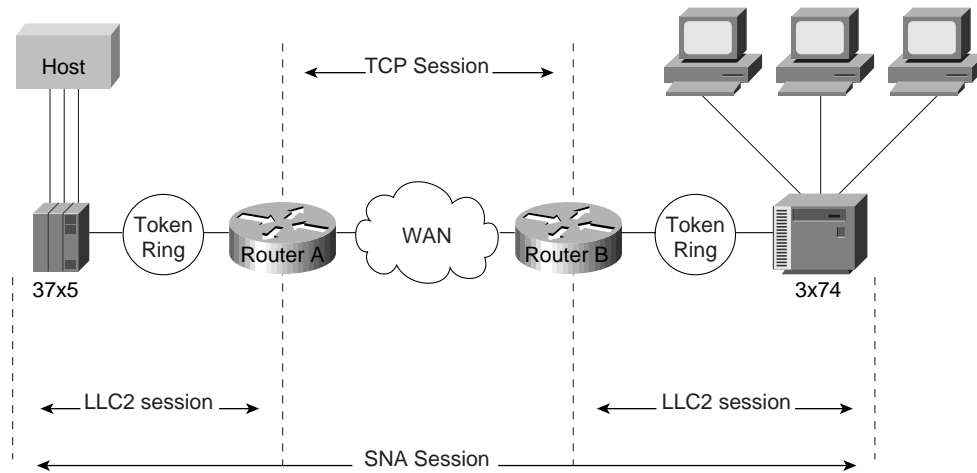 Host
TCP Session
Token
Ring
Router A
WAN
Router B
Token
Ring
37x5
3x74
LLC2 session
LLC2 session
SNA Session